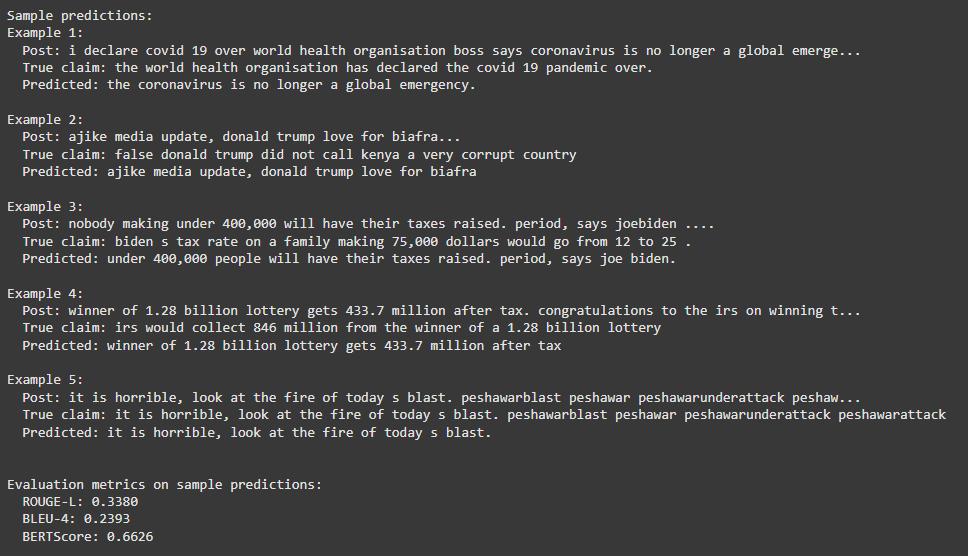 Sample predictions:
Example 1:
Post: i declare covid 19 over world health organisation boss says coronavirus is no longer a global emerge...
True claim: the world health organisation has declared the covid 19 pandemic over.
Predicted: the coronavirus is no longer a global emergency.
Example 2:
Post: ajike media update, donald trump love for biafra...
True claim: false donald trump did not call kenya a very corrupt country
Predicted: ajike media update, donald trump love for biafra
Example 3:
Post: nobody making under 400,000 will have their taxes raised. period, says joebiden ....
True claim: biden s tax rate on a family making 75,000 dollars would go from 12 to 25 .
Predicted: under 400,000 people will have their taxes raised. period, says joe biden.
Example 4:
Post: winner of 1.28 billion lottery gets 433.7 million after tax. congratulations to the irs on winning t...
True claim: irs would collect 846 million from the winner of a 1.28 billion lottery
Predicted: winner of 1.28 billion lottery gets 433.7 million after tax
Example 5:
Post: it is horrible, look at the fire of today s blast. peshawarblast peshawar peshawarunderattack peshaw...
True claim: it is horrible, look at the fire of today s blast. peshawarblast peshawar peshawarunderattack peshawarattack
Predicted: it is horrible, look at the fire of today s blast.
Evaluation metrics on sample predictions:
ROUGE-L: 0.3380
BLEU-4: 0.2393
BERTScore: 0.6626